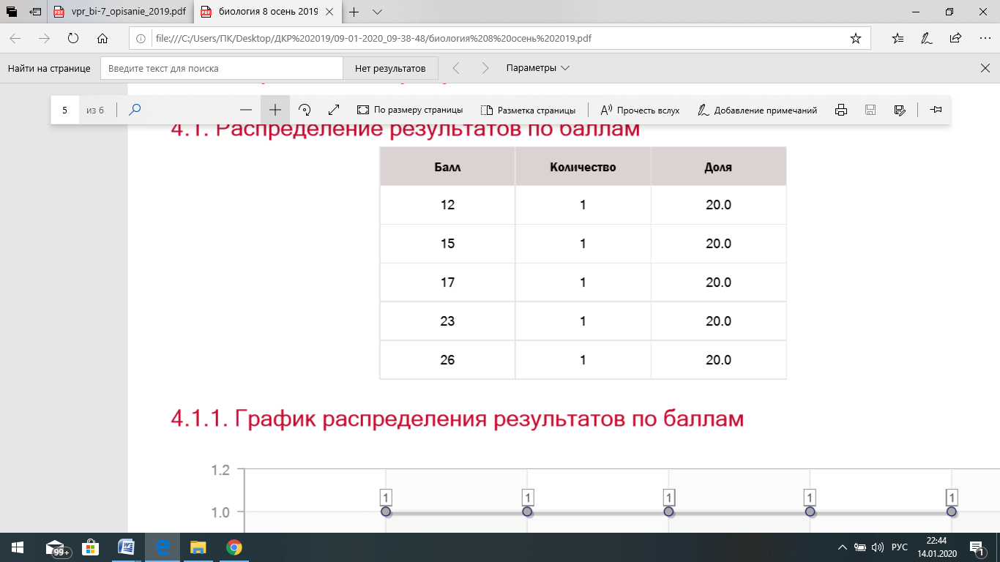 vpr_bi-7_opisanie_2019.pdf
биология 8 осень 2019
file:///C:/Users/ПК/Desktop/ДКР%202019/09-01-2020_09-38-48/биология%208%20осень%202019.pdf
Найти на странице
Введите текст для поиска
Нет результатов
Параметры
5 из 6
По размеру страницы
Разметка страницы
Прочесть вслух
Добавление примечаний
4.1. Распределение результатов по баллам
Балл Количество Доля
12 1 20.0
15 1 20.0
17 1 20.0
23 1 20.0
26 1 20.0
4.1.1. График распределения результатов по баллам
1.2
1 1 1 1 1
1.0
99+
РУС
22:44
14.01.2020
1